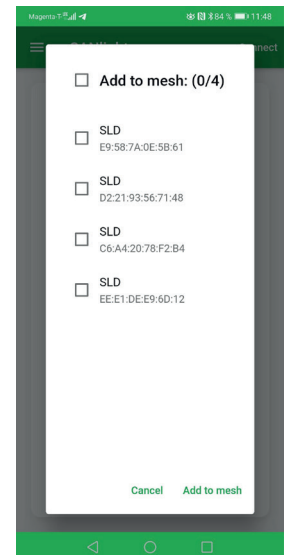 Magenta-T-
84 % 11:48
nnect
Add to mesh: (0/4)
SLD
E9:58:7A:0E:5B:61
SLD
D2:21:93:56:71:48
SLD
C6:A4:20:78:F2:B4
SLD
EE:E1:DE:E9:6D:12
Cancel Add to mesh